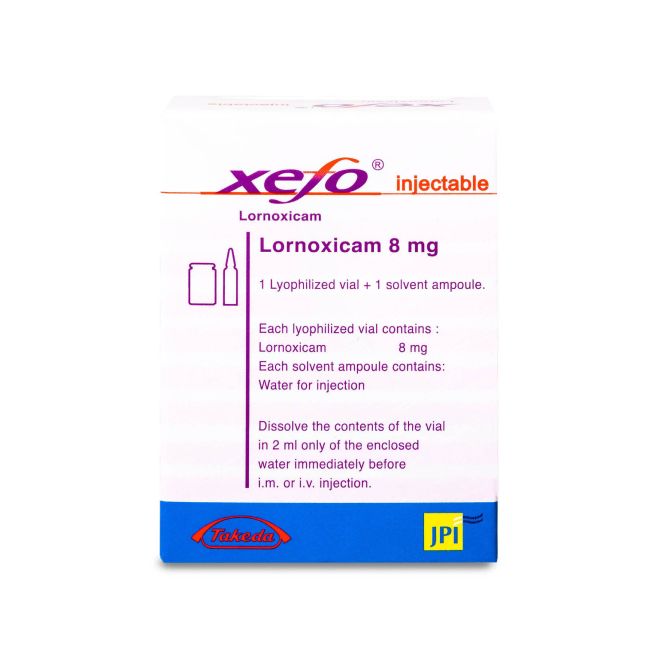 xefo® injectable
Lornoxicam
Lornoxicam 8 mg
1 Lyophilized vial + 1 solvent ampoule.
Each lyophilized vial contains :
Lornoxicam 8 mg
Each solvent ampoule contains:
Water for injection
Dissolve the contents of the vial
in 2 ml only of the enclosed
water immediately before
i.m. or i.v. injection.
Takeda
JPI